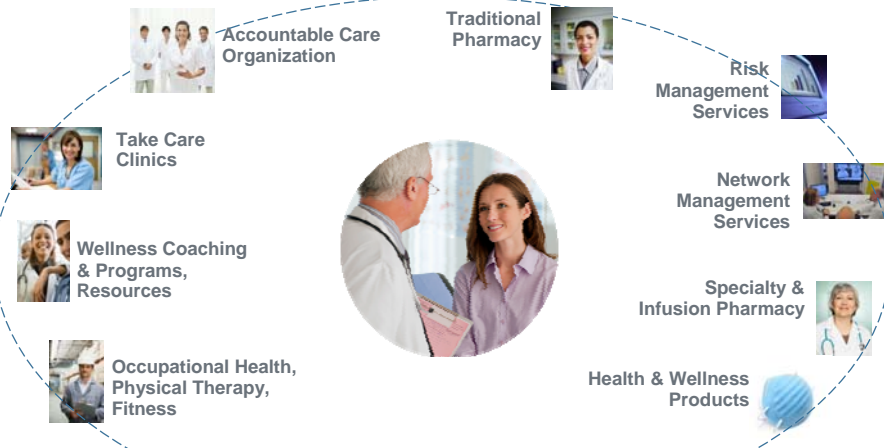 Accountable Care
Organization
Traditional
Pharmacy
Risk
Management
Services
Take Care
Clinics
Network
Management
Services
Wellness Coaching
& Programs,
Resources
Specialty &
Infusion Pharmacy
Occupational Health,
Physical Therapy,
Fitness
Health & Wellness
Products